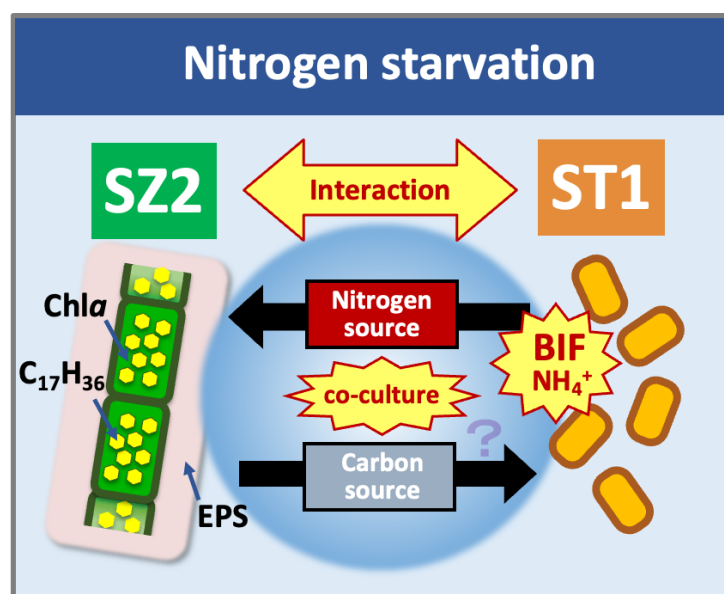 Nitrogen starvation
SZ2
Interaction
ST1
Chla
C₁₇H₃₆
EPS
Nitrogen
source
BIF
NH₄⁺
co-culture
?
Carbon
source